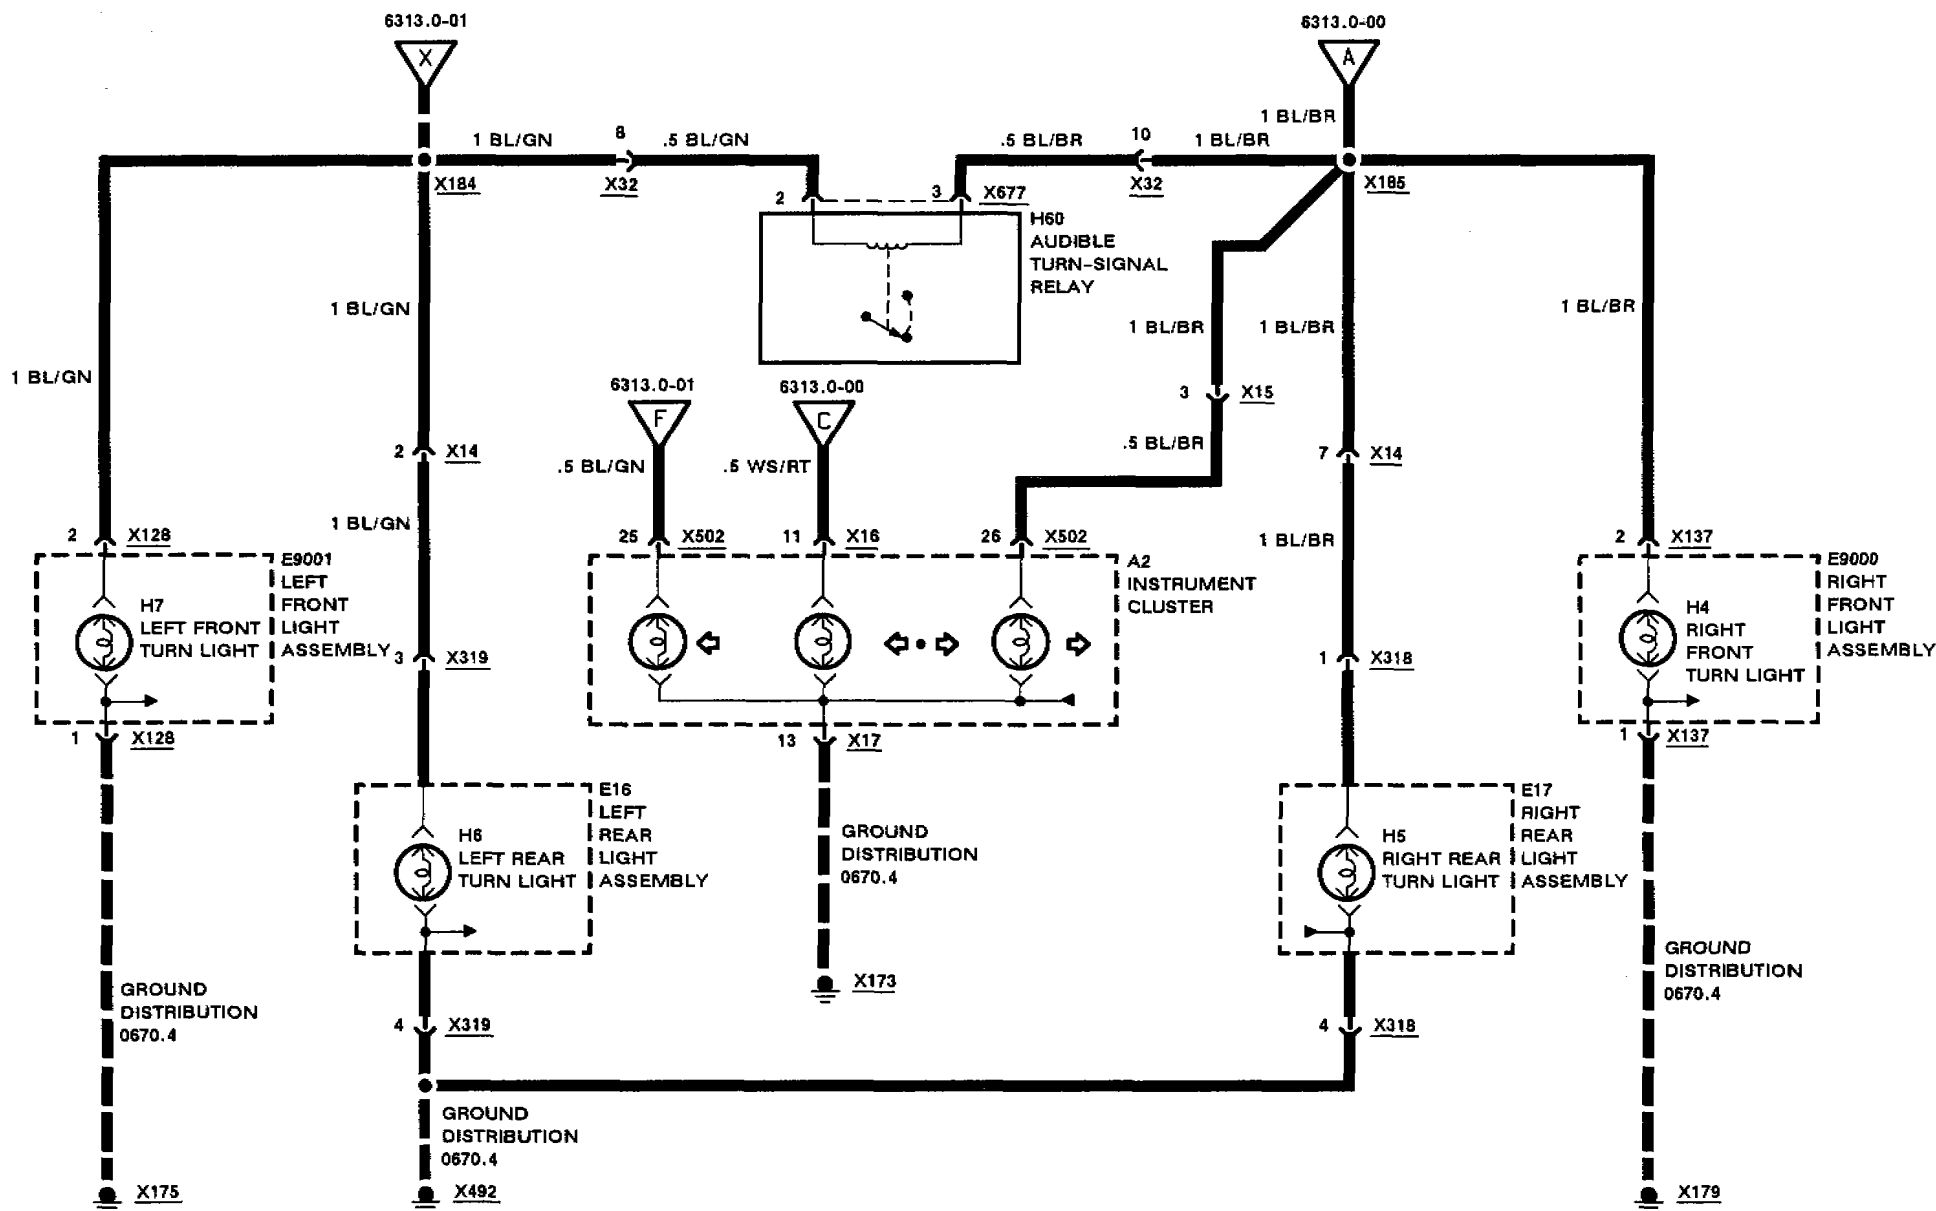 6313.0-01
6313.0-00
X
A
1 BL/BR
1 BL/GN
8
.5 BL/GN
.5 BL/BR
10
1 BL/BR
X184
X32
2
3
X677
X32
X185
H60
AUDIBLE
TURN-SIGNAL
RELAY
1 BL/GN
1 BL/BR
1 BL/BR
1 BL/BR
1 BL/GN
6313.0-01
6313.0-00
3
X15
F
C
.5 BL/BR
2
X14
.5 BL/GN
.5 WS/RT
7
X14
1 BL/GN
2
X128
25
X502
11
X16
26
X502
1 BL/BR
2
X137
E9001
LEFT
FRONT
LIGHT
ASSEMBLY
H7
LEFT FRONT
TURN LIGHT
A2
INSTRUMENT
CLUSTER
E9000
RIGHT
FRONT
LIGHT
ASSEMBLY
H4
RIGHT
FRONT
TURN LIGHT
3
X319
1
X318
1
X128
13
X17
1
X137
E16
LEFT
REAR
LIGHT
ASSEMBLY
H6
LEFT REAR
TURN LIGHT
GROUND
DISTRIBUTION
0670.4
E17
RIGHT
REAR
LIGHT
ASSEMBLY
H5
RIGHT REAR
TURN LIGHT
X173
GROUND
DISTRIBUTION
0670.4
GROUND
DISTRIBUTION
0670.4
4
X319
4
X318
GROUND
DISTRIBUTION
0670.4
X175
X492
X179